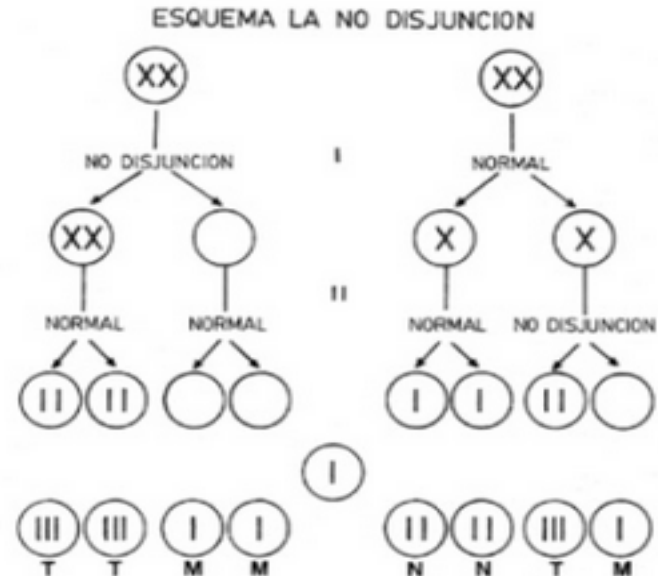 ESQUEMA LA NO DISJUNCION
XX XX
NO DISJUNCION I NORMAL
XX X X
II
NORMAL NORMAL NORMAL NO DISJUNCION
II II I I II
I
III III I I II II III I
T T M M N N T M